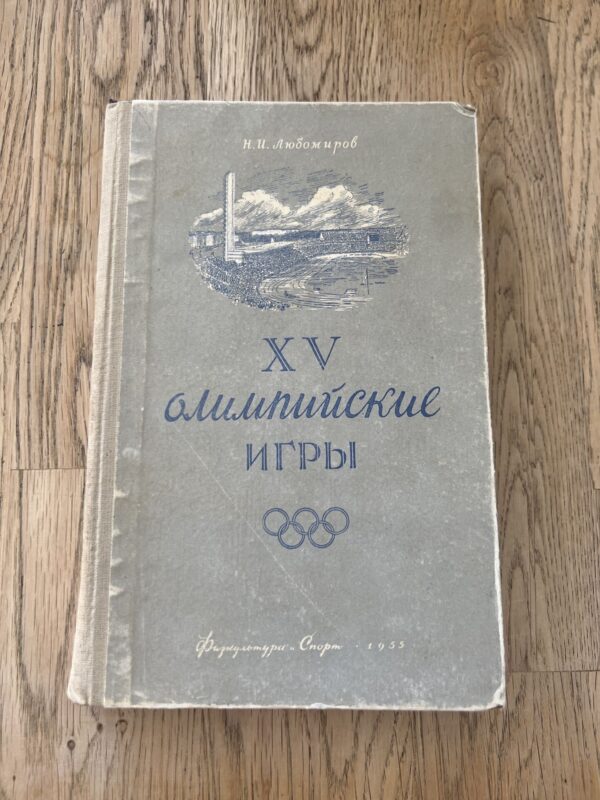 Н.И. Любомиров
XV
олимпийские
ИГРЫ
Физкультура и Спорт · 1955